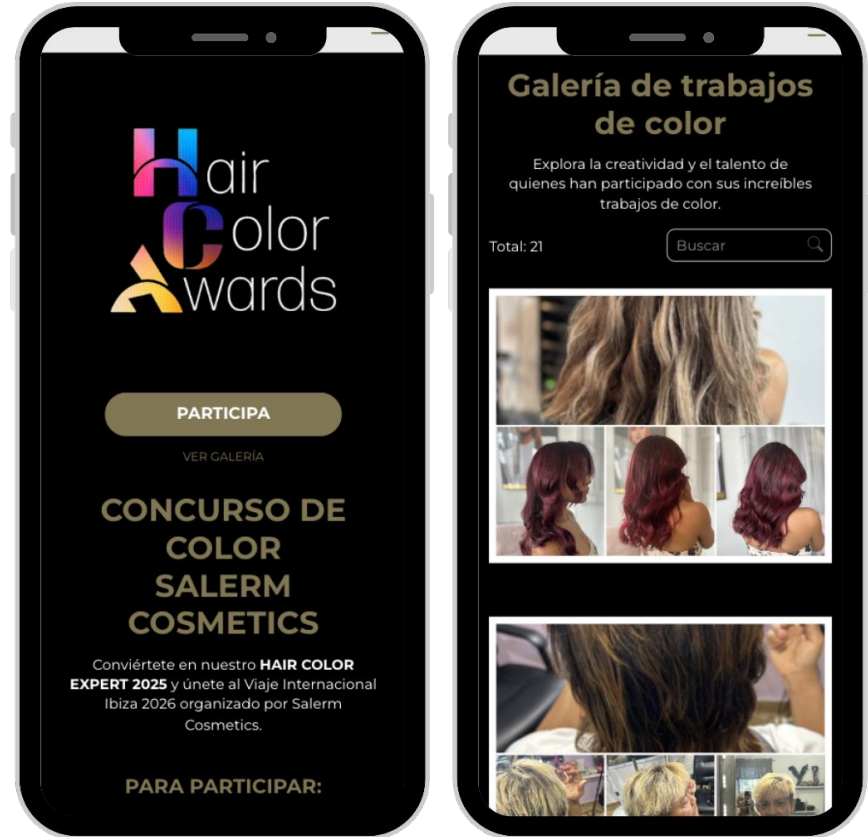 Hair
Color
Awards
PARTICIPA
VER GALERÍA
CONCURSO DE
COLOR
SALERM
COSMETICS
Conviértete en nuestro HAIR COLOR
EXPERT 2025 y únete al Viaje Internacional
Ibiza 2026 organizado por Salerm
Cosmetics.
PARA PARTICIPAR:
Galería de trabajos
de color
Explora la creatividad y el talento de
quienes han participado con sus increíbles
trabajos de color.
Total: 21
Buscar